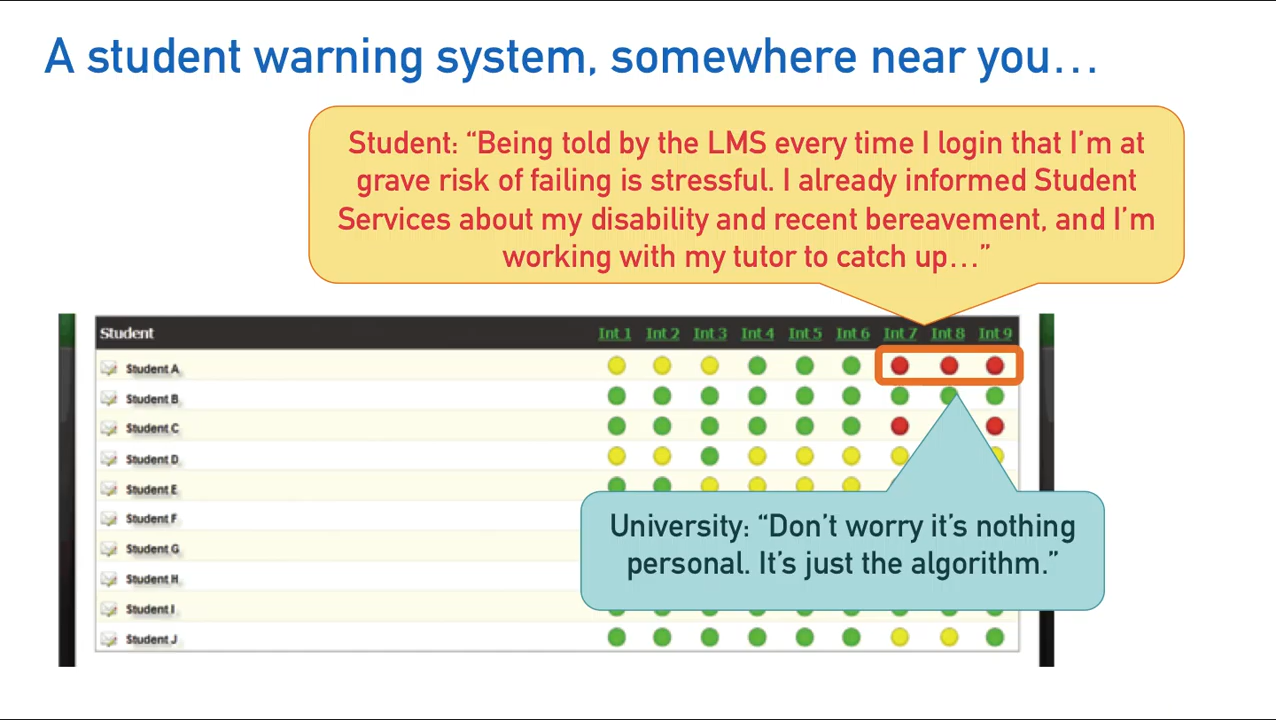 A student warning system, somewhere near you...
Student: “Being told by the LMS every time I login that I’m at
grave risk of failing is stressful. I already informed Student
Services about my disability and recent bereavement, and I’m
working with my tutor to catch up...”
Student Int 1 Int 2 Int 3 Int 4 Int 5 Int 6 Int 7 Int 8 Int 9
Student A
Student B
Student C
Student D
Student E
Student F
Student G
Student H
Student I
Student J
University: “Don’t worry it’s nothing
personal. It’s just the algorithm.”